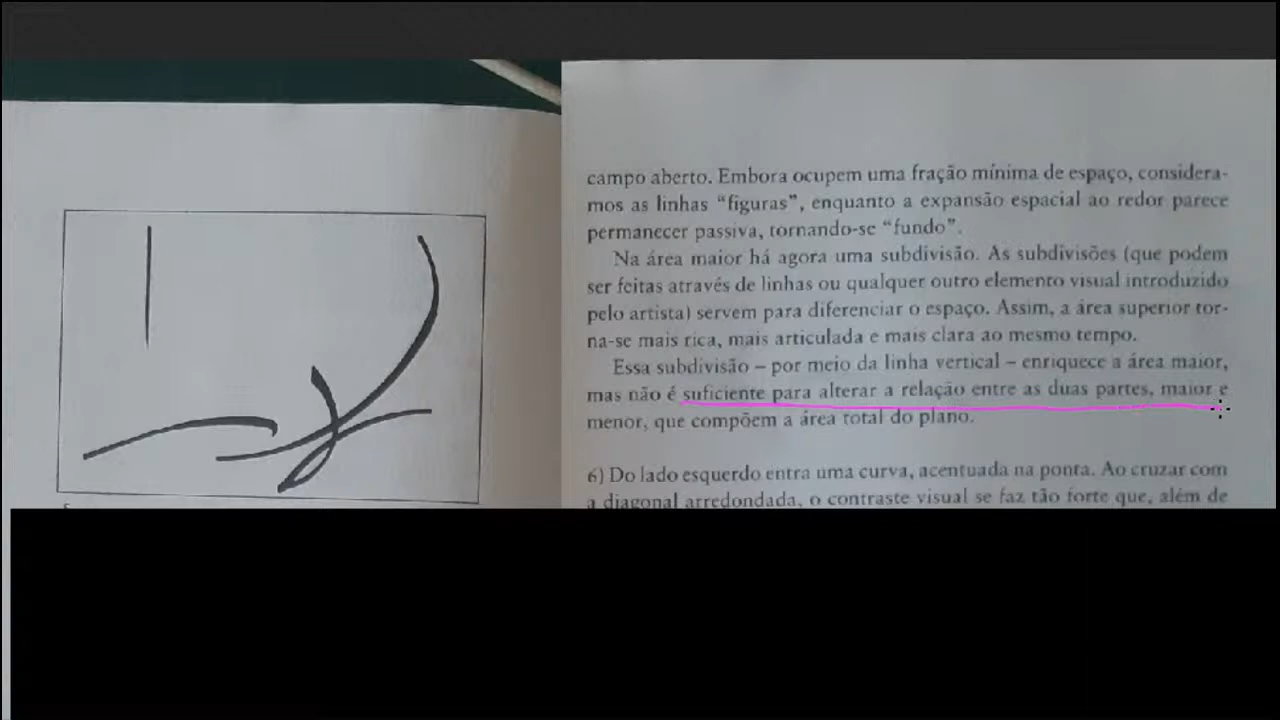 campo aberto. Embora ocupem uma fração mínima de espaço, considera-
mos as linhas “figuras”, enquanto a expansão espacial ao redor parece
permanecer passiva, tornando-se “fundo”.
Na área maior há agora uma subdivisão. As subdivisões (que podem
ser feitas através de linhas ou qualquer outro elemento visual introduzido
pelo artista) servem para diferenciar o espaço. Assim, a área superior tor-
na-se mais rica, mais articulada e mais clara ao mesmo tempo.
Essa subdivisão – por meio da linha vertical – enriquece a área maior,
mas não é suficiente para alterar a relação entre as duas partes, maior e
menor, que compõem a área total do plano.
6) Do lado esquerdo entra uma curva, acentuada na ponta. Ao cruzar com
a diagonal arredondada, o contraste visual se faz tão forte que, além de